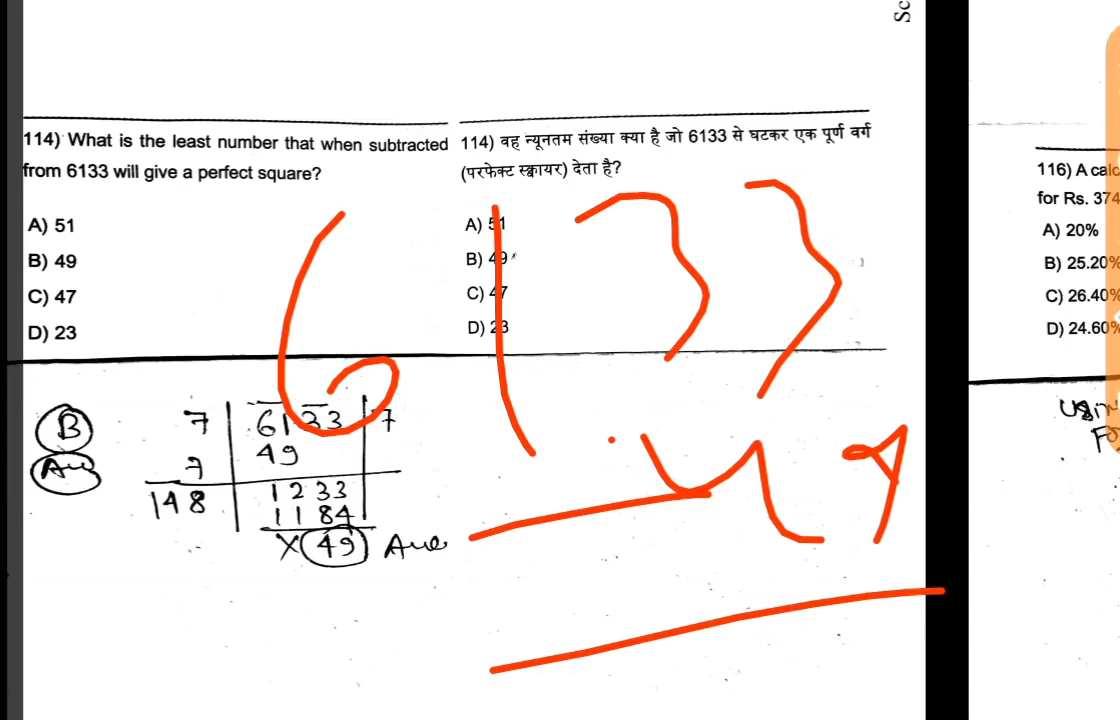 Sc
114) What is the least number that when subtracted
from 6133 will give a perfect square?
A) 51
B) 49
C) 47
D) 23
114) वह न्यूनतम संख्या क्या है जो 6133 से घटकर एक पूर्ण वर्ग
(परफेक्ट स्क्वायर) देता है?
A) 51
B) 49
C) 47
D) 23
6133
49
B
Ans
7 6133 7
7 49
148 1233
1184
X 49 Ans
116) A calc
for Rs. 374
A) 20%
B) 25.20%
C) 26.40%
D) 24.60%
Usin
Fo